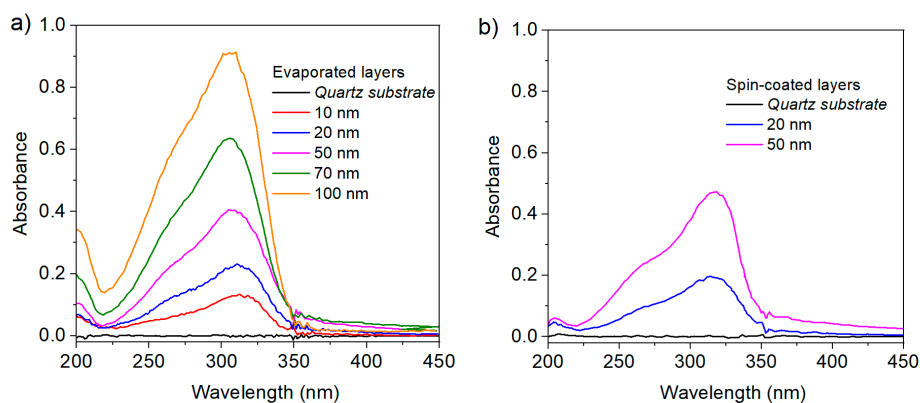 a)
1.0
0.8
0.6
0.4
0.2
0.0
Absorbance
Evaporated layers
Quartz substrate
10 nm
20 nm
50 nm
70 nm
100 nm
200 250 300 350 400 450
Wavelength (nm)
b)
1.0
0.8
0.6
0.4
0.2
0.0
Absorbance
Spin-coated layers
Quartz substrate
20 nm
50 nm
200 250 300 350 400 450
Wavelength (nm)